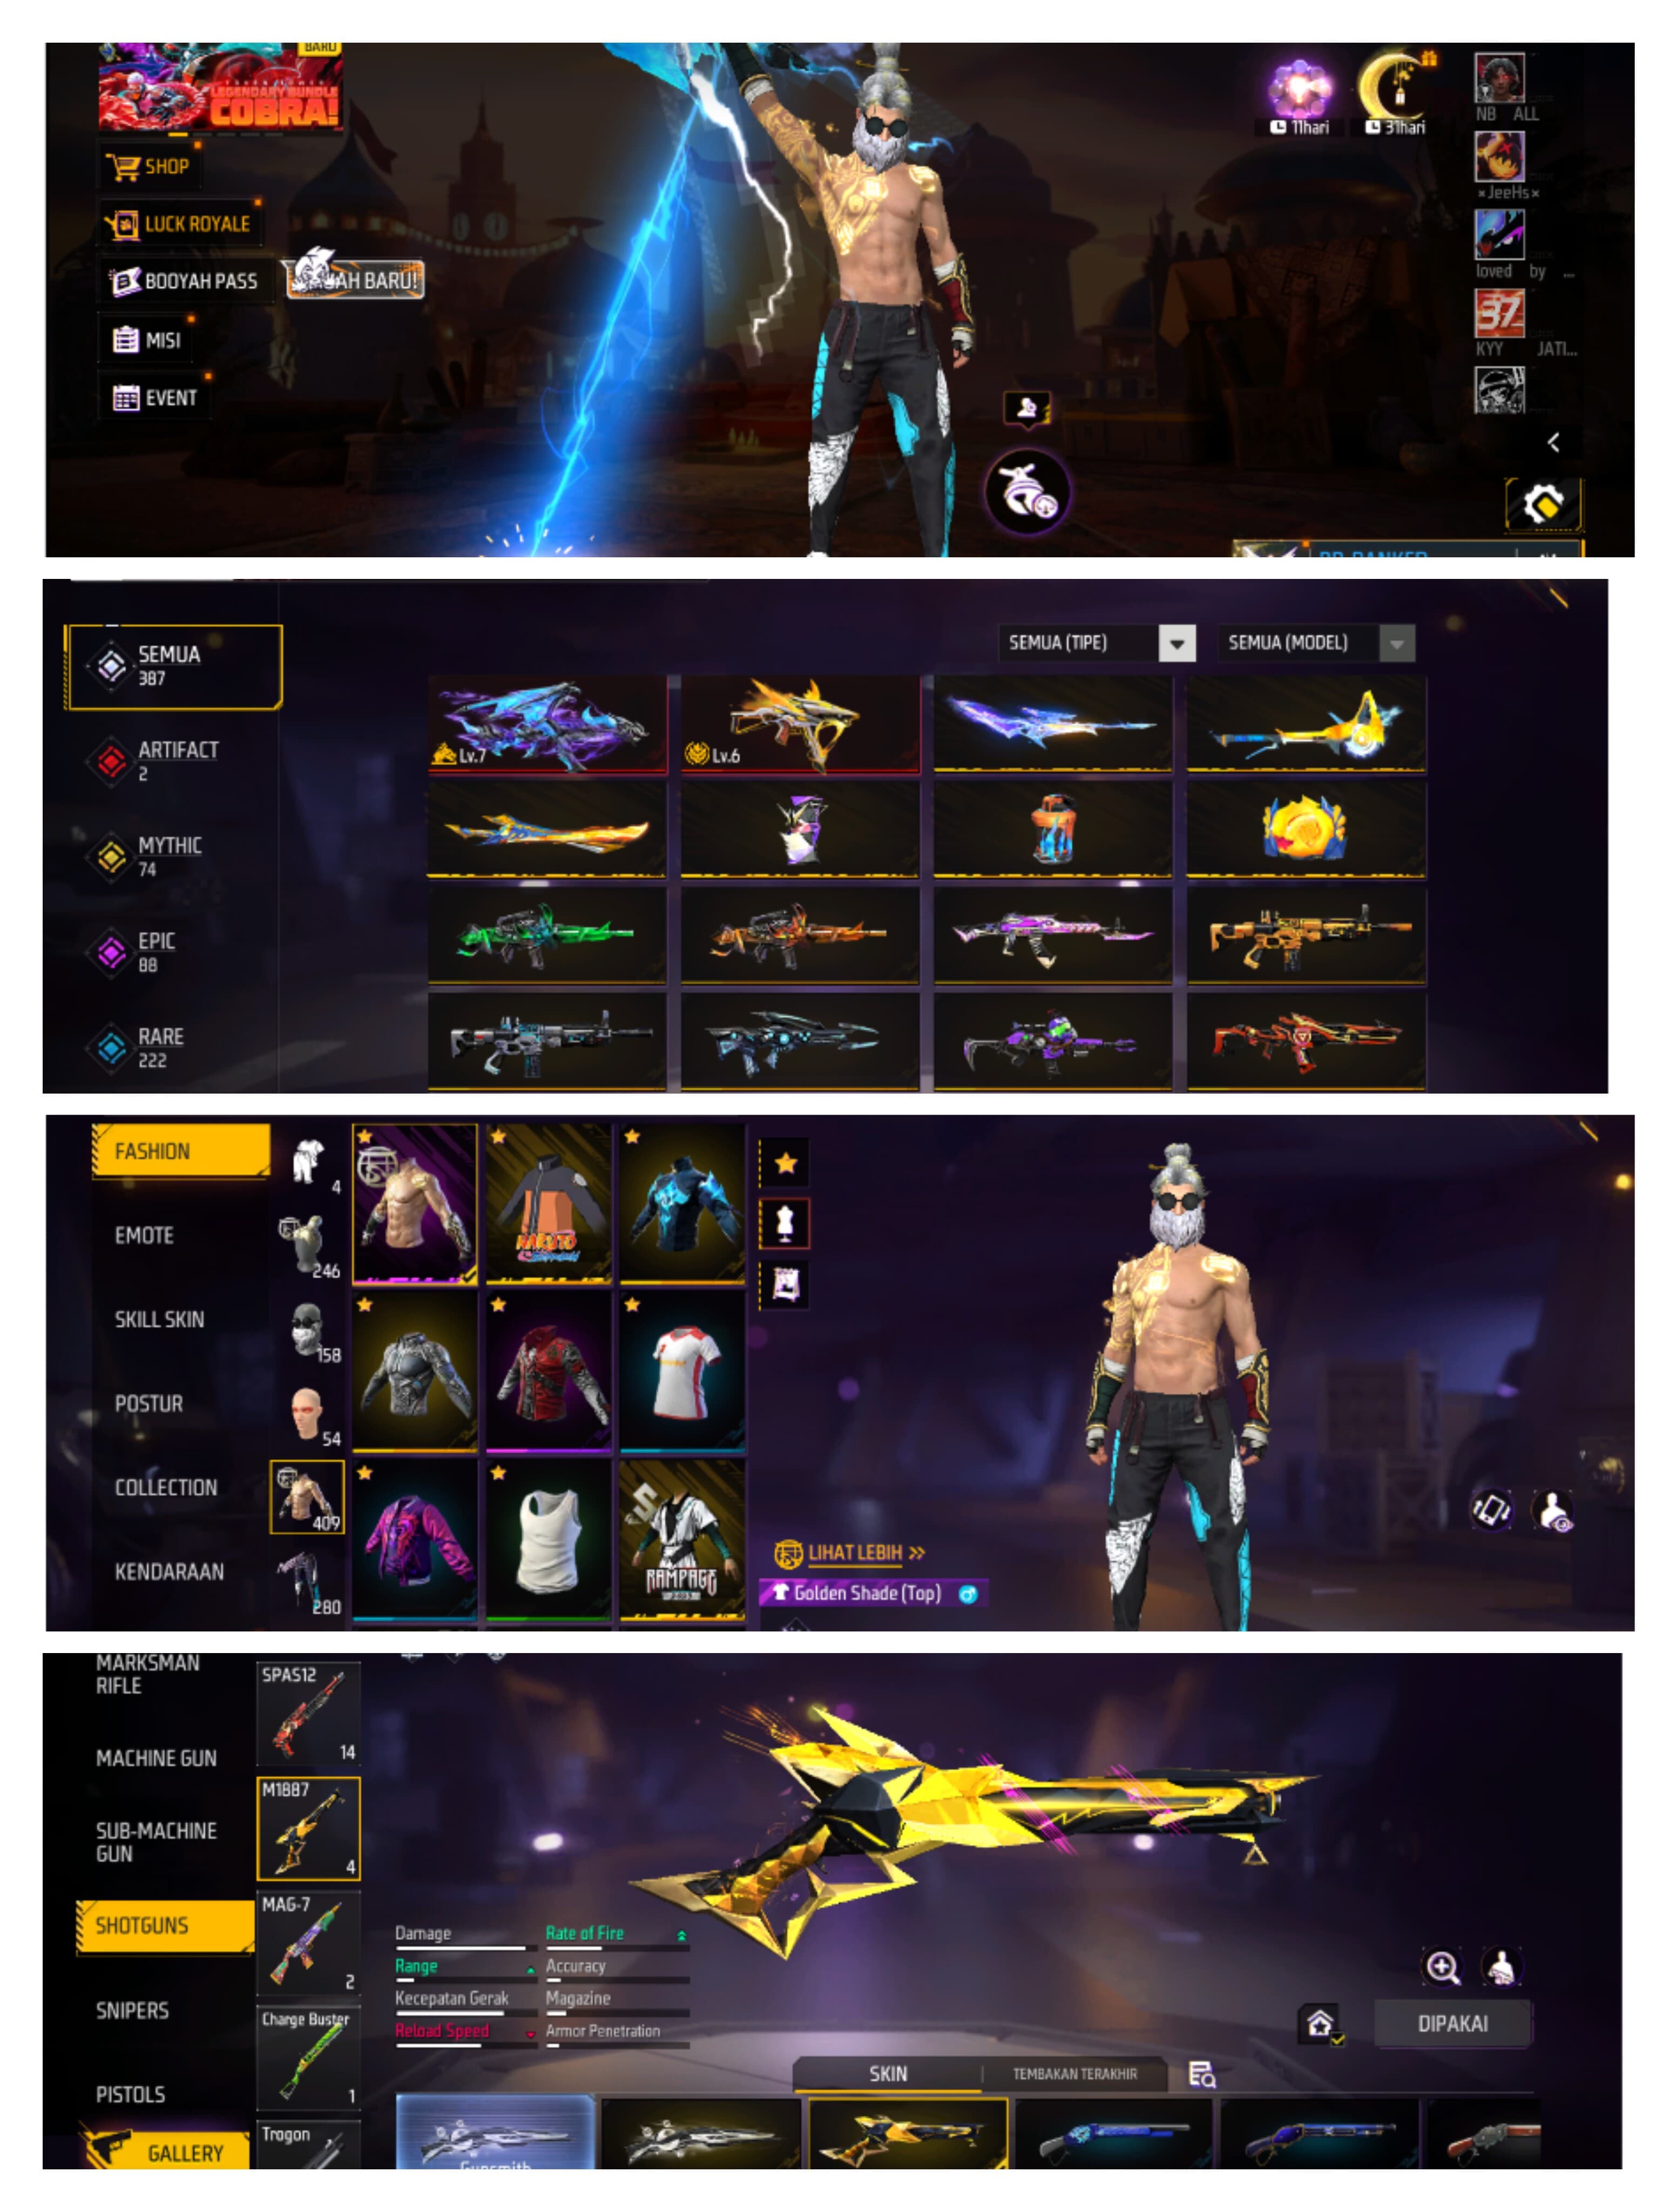 BARU
LEGENDARY BUNDLE
COBRA!
SHOP
LUCK ROYALE
BOOYAH PASS
AH BARU!
MISI
EVENT
11hari
31hari
NB ALL
×JeeHs×
loved by ...
37
KYY JATI...
SEMUA
387
ARTIFACT
2
MYTHIC
74
EPIC
88
RARE
222
SEMUA (TIPE)
SEMUA (MODEL)
Lv.7
Lv.6
FASHION
EMOTE
SKILL SKIN
POSTUR
COLLECTION
KENDARAAN
4
246
158
54
409
280
NARUTO
RAMPAGE
LIHAT LEBIH >>
Golden Shade (Top)
MARKSMAN
RIFLE
MACHINE GUN
SUB-MACHINE
GUN
SHOTGUNS
SNIPERS
PISTOLS
GALLERY
SPAS12
14
M1887
4
MAG-7
2
Charge Buster
1
Trogon
Damage
Rate of Fire
Range
Accuracy
Kecepatan Gerak
Magazine
Reload Speed
Armor Penetration
DIPAKAI
SKIN
TEMBAKAN TERAKHIR
Gunsmith